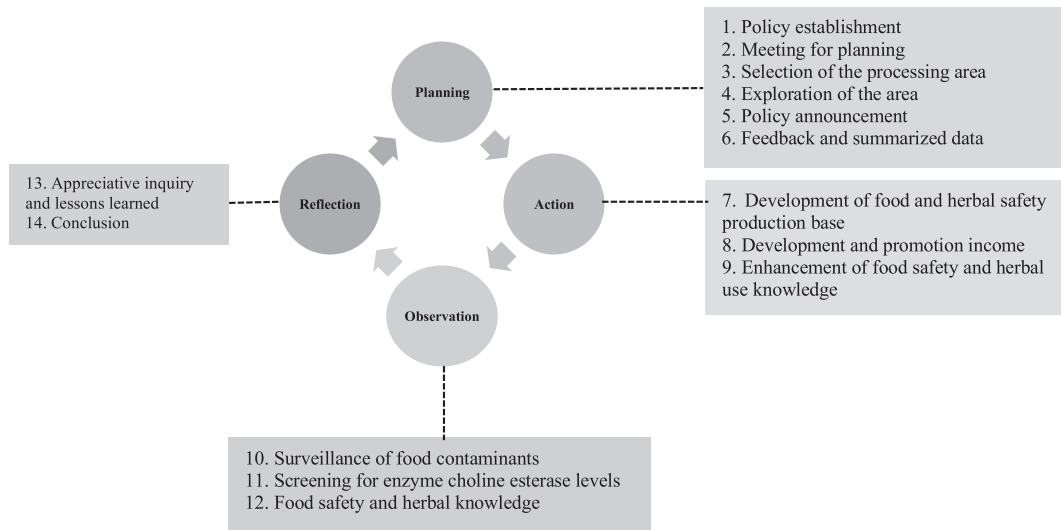 Planning
1. Policy establishment
2. Meeting for planning
3. Selection of the processing area
4. Exploration of the area
5. Policy announcement
6. Feedback and summarized data
Action
7. Development of food and herbal safety
production base
8. Development and promotion income
9. Enhancement of food safety and herbal
use knowledge
Observation
10. Surveillance of food contaminants
11. Screening for enzyme choline esterase levels
12. Food safety and herbal knowledge
Reflection
13. Appreciative inquiry
and lessons learned
14. Conclusion